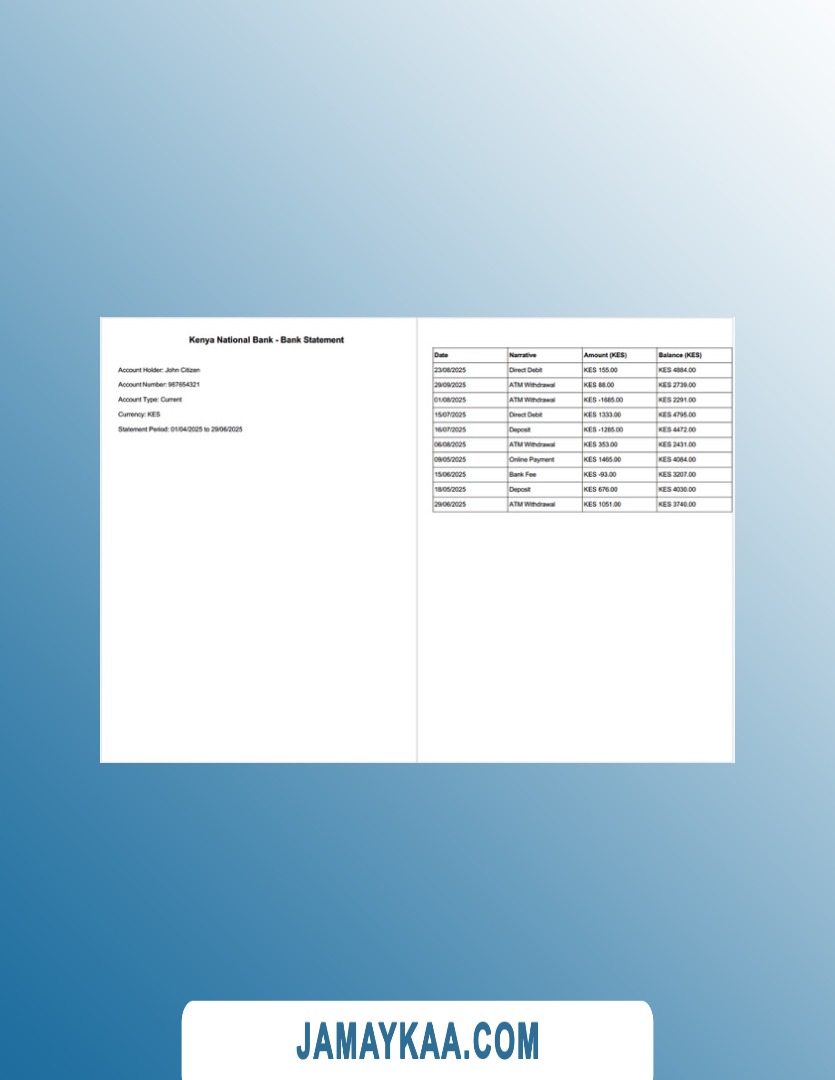 Kenya National Bank - Bank Statement
Account Holder: John Citizen
Account Number: 987654321
Account Type: Current
Currency: KES
Statement Period: 01/04/2025 to 29/06/2025
Date Narrative Amount (KES) Balance (KES)
23/08/2025 Direct Debit KES 155.00 KES 4884.00
29/09/2025 ATM Withdrawal KES 88.00 KES 2739.00
01/08/2025 ATM Withdrawal KES -1685.00 KES 2291.00
15/07/2025 Direct Debit KES 1333.00 KES 4795.00
16/07/2025 Deposit KES -1265.00 KES 4472.00
06/08/2025 ATM Withdrawal KES 353.00 KES 2431.00
09/05/2025 Online Payment KES 1465.00 KES 4084.00
15/06/2025 Bank Fee KES -93.00 KES 3207.00
18/05/2025 Deposit KES 676.00 KES 4030.00
29/06/2025 ATM Withdrawal KES 1051.00 KES 3740.00
JAMAYKAA.COM